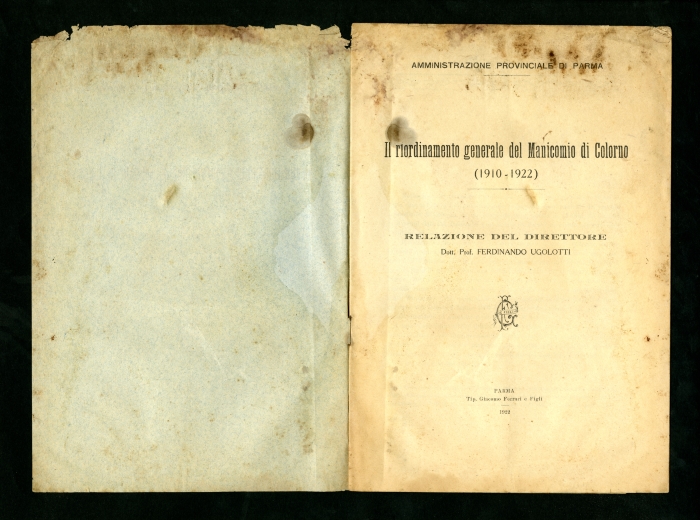 AMMINISTRAZIONE PROVINCIALE DI PARMA
Il riordinamento generale del Manicomio di Colorno
(1910-1922)
RELAZIONE DEL DIRETTORE
Dott. Prof. FERDINANDO UGOLOTTI
PARMA
Tip. Giacomo Ferrari e Figli
1922